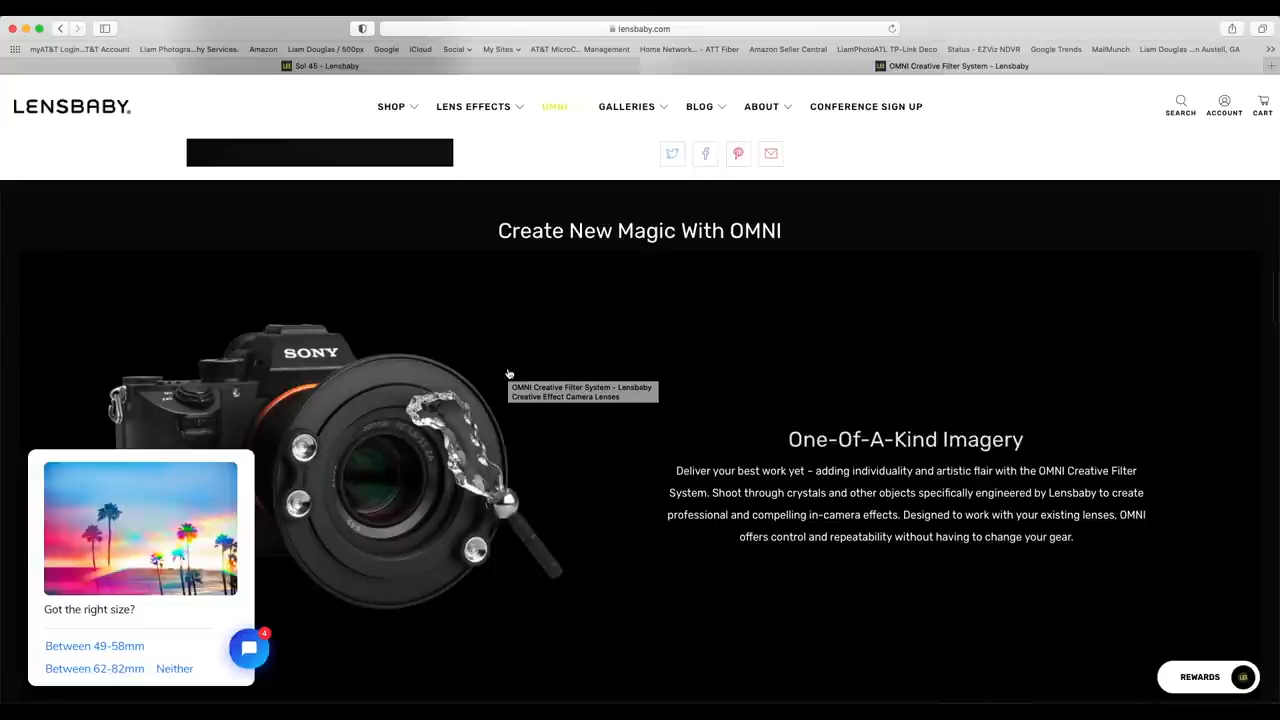 lensbaby.com
myAT&T Login...T&T Account
Liam Photogra...hy Services.
Amazon
Liam Douglas / 500px
Google
iCloud
Social
My Sites
AT&T MicroC... Management
Home Network... - ATT Fiber
Amazon Seller Central
LiamPhotoATL TP-Link Deco
Status - EZViz NDVR
Google Trends
MailMunch
Liam Douglas ...n Austell, GA
Sol 45 - Lensbaby
OMNI Creative Filter System - Lensbaby
LENSBABY.
SHOP
LENS EFFECTS
OMNI
GALLERIES
BLOG
ABOUT
CONFERENCE SIGN UP
SEARCH
ACCOUNT
CART
Create New Magic With OMNI
SONY
OMNI Creative Filter System - Lensbaby
Creative Effect Camera Lenses
One-Of-A-Kind Imagery
Deliver your best work yet – adding individuality and artistic flair with the OMNI Creative Filter
System. Shoot through crystals and other objects specifically engineered by Lensbaby to create
professional and compelling in-camera effects. Designed to work with your existing lenses, OMNI
offers control and repeatability without having to change your gear.
Got the right size?
Between 49-58mm
Between 62-82mm Neither
4
REWARDS